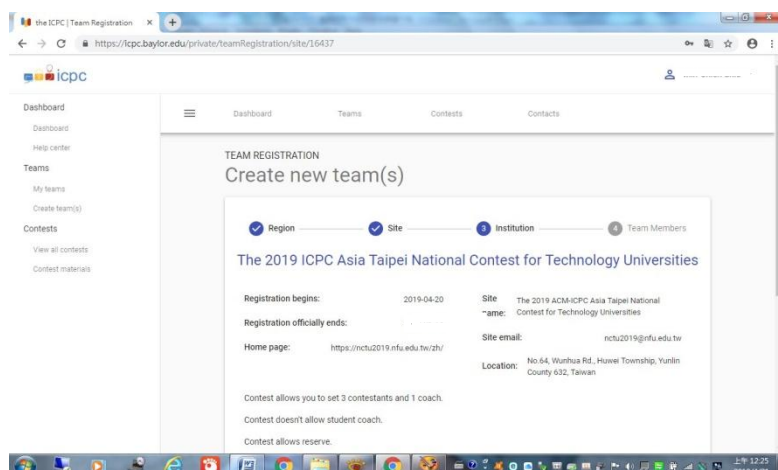 the ICPC | Team Registration
https://icpc.baylor.edu/private/teamRegistration/site/16437
icpc
Dashboard
Dashboard
Help center
Teams
My teams
Create team(s)
Contests
View all contests
Contest materials
Dashboard Teams Contests Contacts
TEAM REGISTRATION
Create new team(s)
Region Site 3 Institution 4 Team Members
The 2019 ICPC Asia Taipei National Contest for Technology Universities
Registration begins: 2019-04-20
Registration officially ends:
Home page: https://nctu2019.nfu.edu.tw/zh/
Site The 2019 ACM-ICPC Asia Taipei National
name: Contest for Technology Universities
Site email: nctu2019@nfu.edu.tw
Location: No.64, Wunhua Rd., Huwei Township, Yunlin
County 632, Taiwan
Contest allows you to set 3 contestants and 1 coach.
Contest doesn't allow student coach.
Contest allows reserve.
上午 12:25